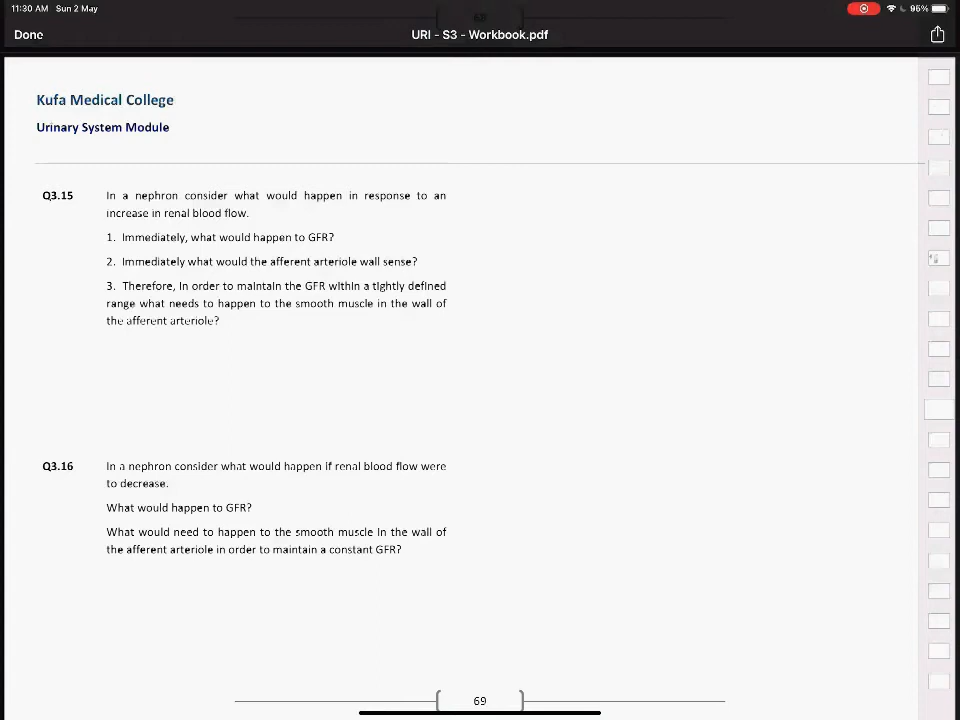 11:30 AM Sun 2 May
95%
Done
URI - S3 - Workbook.pdf
Kufa Medical College
Urinary System Module
Q3.15 In a nephron consider what would happen in response to an
increase in renal blood flow.
1. Immediately, what would happen to GFR?
2. Immediately what would the afferent arteriole wall sense?
3. Therefore, in order to maintain the GFR within a tightly defined
range what needs to happen to the smooth muscle in the wall of
the afferent arteriole?
Q3.16 In a nephron consider what would happen if renal blood flow were
to decrease.
What would happen to GFR?
What would need to happen to the smooth muscle in the wall of
the afferent arteriole in order to maintain a constant GFR?
69